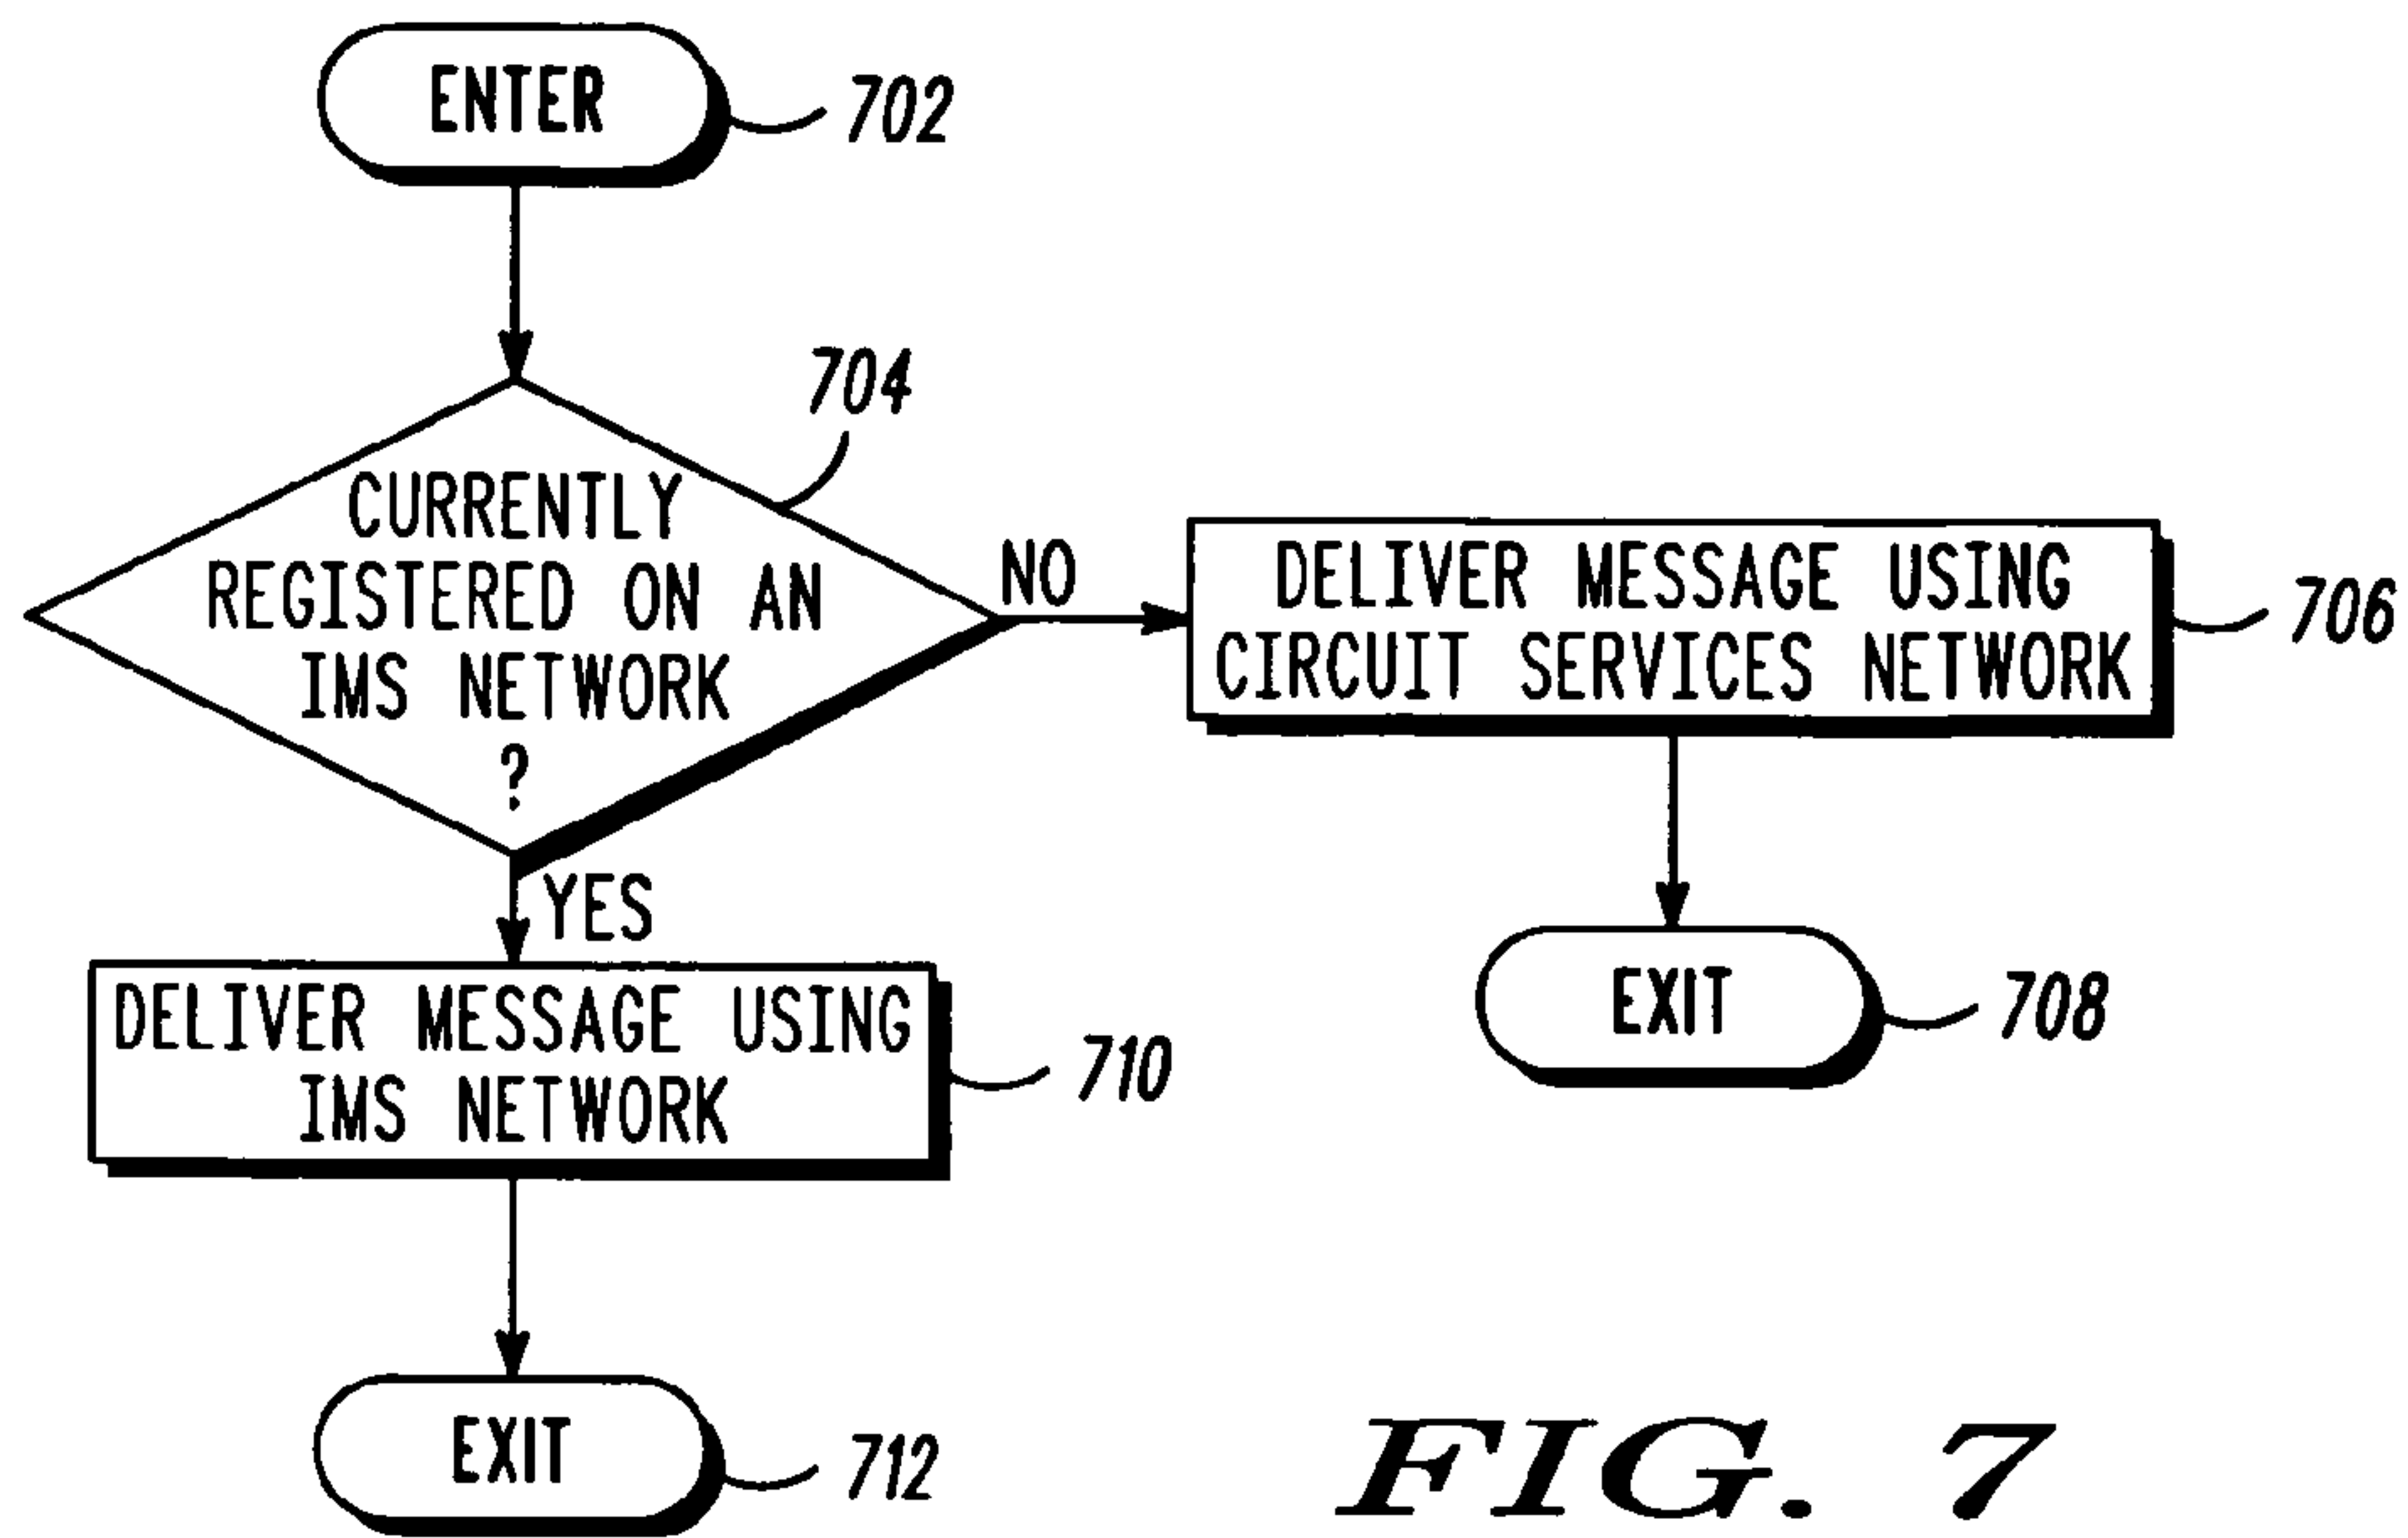 ENTER
702
704
CURRENTLY
REGISTERED ON AN
IMS NETWORK
?
NO
DELIVER MESSAGE USING
CIRCUIT SERVICES NETWORK
706
YES
DELIVER MESSAGE USING
IMS NETWORK
710
EXIT
708
EXIT
712
FIG. 7